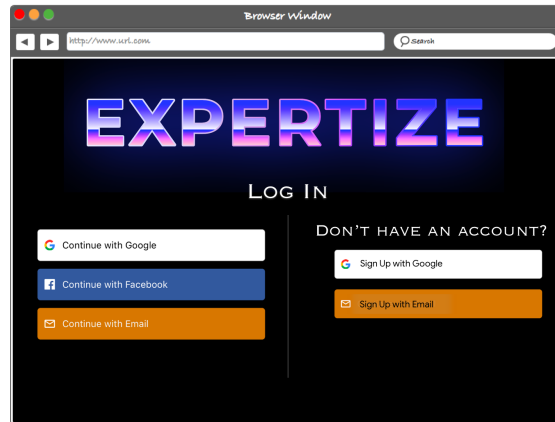 Browser Window
http://www.url.com
Search
EXPERTIZE
LOG IN
Continue with Google
Continue with Facebook
Continue with Email
DON'T HAVE AN ACCOUNT?
Sign Up with Google
Sign Up with Email